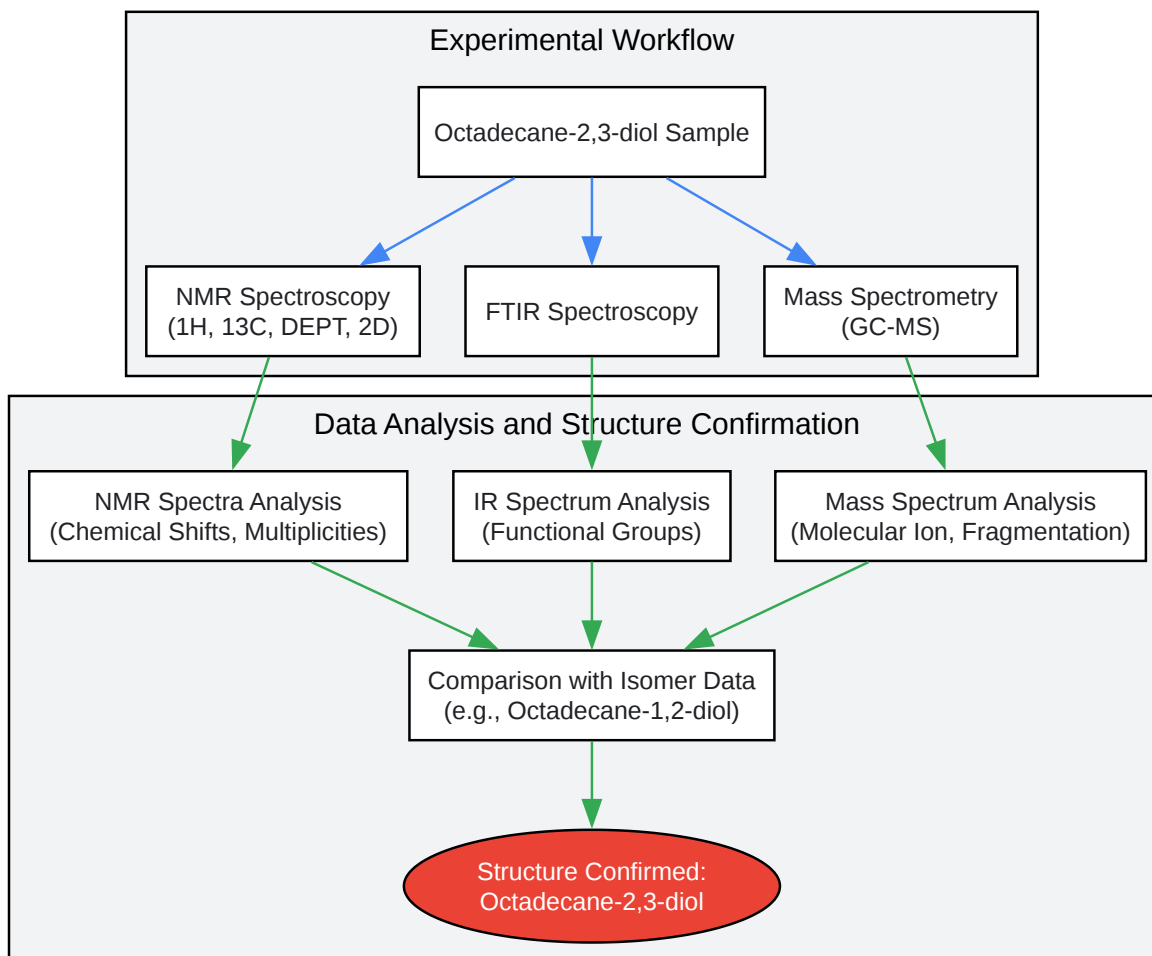 Experimental Workflow
Octadecane-2,3-diol Sample
NMR Spectroscopy
(1H, 13C, DEPT, 2D)
FTIR Spectroscopy
Mass Spectrometry
(GC-MS)
Data Analysis and Structure Confirmation
NMR Spectra Analysis
(Chemical Shifts, Multiplicities)
IR Spectrum Analysis
(Functional Groups)
Mass Spectrum Analysis
(Molecular Ion, Fragmentation)
Comparison with Isomer Data
(e.g., Octadecane-1,2-diol)
Structure Confirmed:
Octadecane-2,3-diol